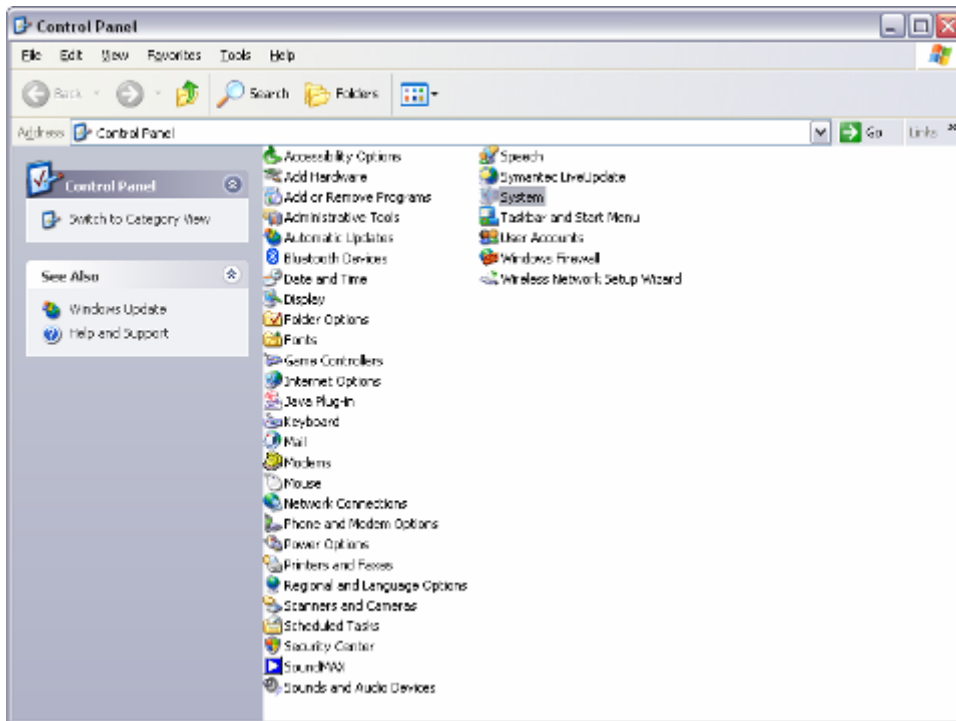 Control Panel
File Edit View Favorites Tools Help
Back Search Folders
Address Control Panel Go Links »
Control Panel
Switch to Category View
See Also
Windows Update
Help and Support
Accessibility Options
Add Hardware
Add or Remove Programs
Administrative Tools
Automatic Updates
Bluetooth Devices
Date and Time
Display
Folder Options
Fonts
Game Controllers
Internet Options
Java Plug-in
Keyboard
Mail
Modems
Mouse
Network Connections
Phone and Modem Options
Power Options
Printers and Faxes
Regional and Language Options
Scanners and Cameras
Scheduled Tasks
Security Center
SoundMAX
Sounds and Audio Devices
Speech
Symantec LiveUpdate
System
Taskbar and Start Menu
User Accounts
Windows Firewall
Wireless Network Setup Wizard